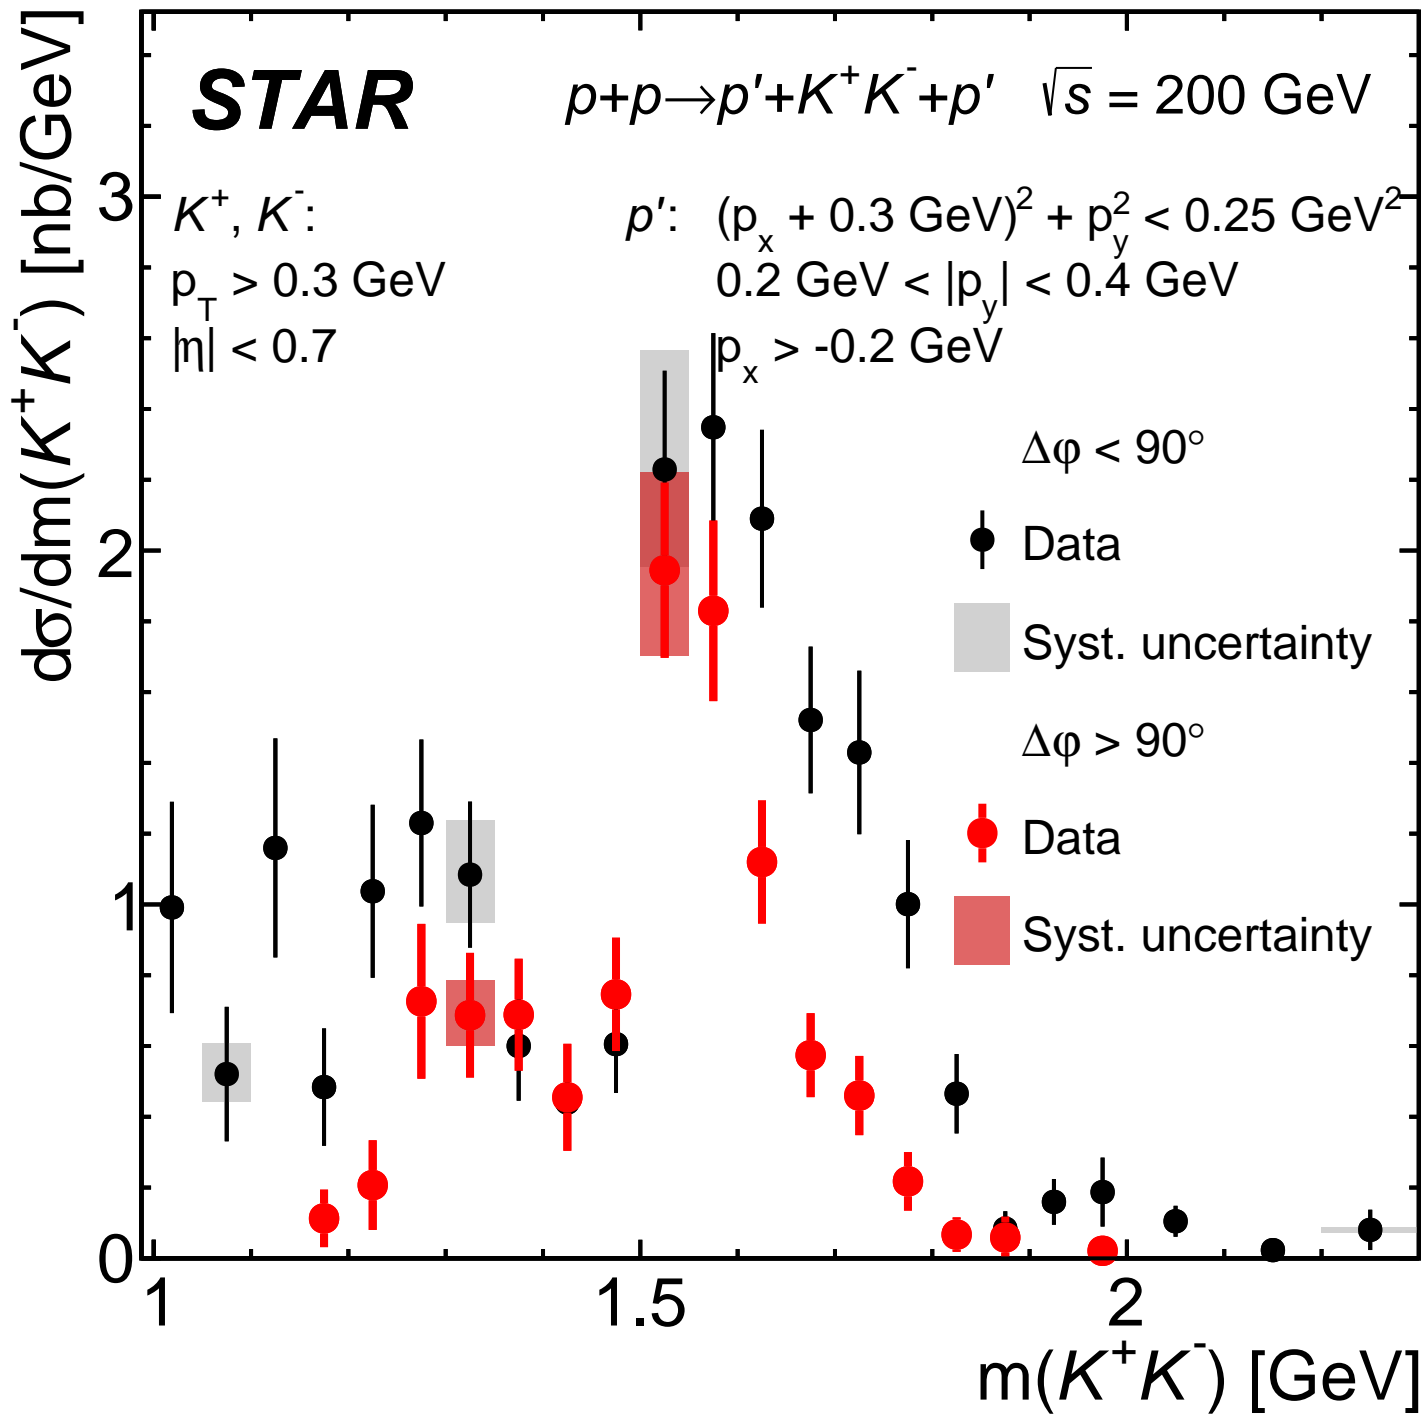 STAR p+p→p′+K⁺K⁻+p′ √s = 200 GeV
K⁺, K⁻: p′: (pₓ + 0.3 GeV)² + p_y² < 0.25 GeV²
p_T > 0.3 GeV 0.2 GeV < |p_y| < 0.4 GeV
|η| < 0.7 pₓ > -0.2 GeV
Δφ < 90°
Data
Syst. uncertainty
Δφ > 90°
Data
Syst. uncertainty
dσ/dm(K⁺K⁻) [nb/GeV]
3
2
1
0
1 1.5 2
m(K⁺K⁻) [GeV]